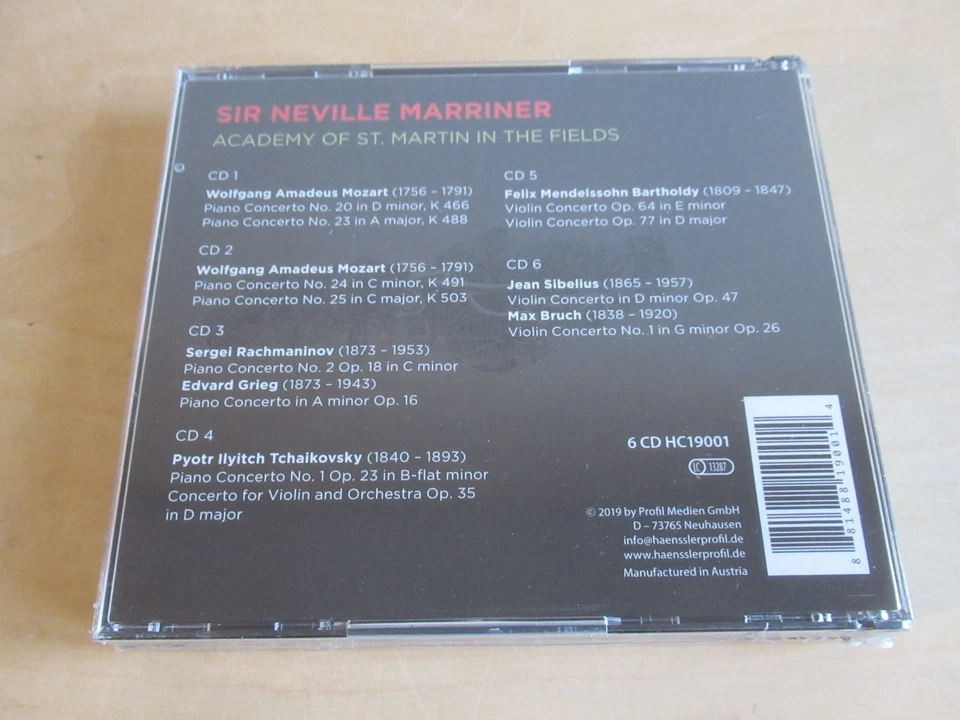 SIR NEVILLE MARRINER
ACADEMY OF ST. MARTIN IN THE FIELDS
CD 1
Wolfgang Amadeus Mozart (1756 – 1791)
Piano Concerto No. 20 in D minor, K 466
Piano Concerto No. 23 in A major, K 488
CD 2
Wolfgang Amadeus Mozart (1756 – 1791)
Piano Concerto No. 24 in C minor, K 491
Piano Concerto No. 25 in C major, K 503
CD 3
Sergei Rachmaninov (1873 – 1953)
Piano Concerto No. 2 Op. 18 in C minor
Edvard Grieg (1873 – 1943)
Piano Concerto in A minor Op. 16
CD 4
Pyotr Ilyitch Tchaikovsky (1840 – 1893)
Piano Concerto No. 1 Op. 23 in B-flat minor
Concerto for Violin and Orchestra Op. 35
in D major
CD 5
Felix Mendelssohn Bartholdy (1809 – 1847)
Violin Concerto Op. 64 in E minor
Violin Concerto Op. 77 in D major
CD 6
Jean Sibelius (1865 – 1957)
Violin Concerto in D minor Op. 47
Max Bruch (1838 – 1920)
Violin Concerto No. 1 in G minor Op. 26
6 CD HC19001
LC 13287
© 2019 by Profil Medien GmbH
D – 73765 Neuhausen
info@haensslerprofil.de
www.haensslerprofil.de
Manufactured in Austria
8 81488 19001 4